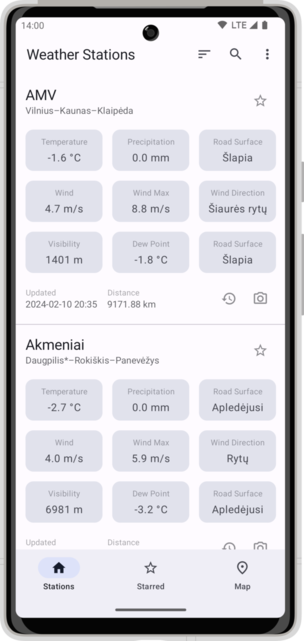 14:00 LTE
Weather Stations
AMV
Vilnius–Kaunas–Klaipėda
Temperature Precipitation Road Surface
-1.6 °C 0.0 mm Šlapia
Wind Wind Max Wind Direction
4.7 m/s 8.8 m/s Šiaurės rytų
Visibility Dew Point Road Surface
1401 m -1.8 °C Šlapia
Updated Distance
2024-02-10 20:35 9171.88 km
Akmeniai
Daugpilis*–Rokiškis–Panevėžys
Temperature Precipitation Road Surface
-2.7 °C 0.0 mm Apledėjusi
Wind Wind Max Wind Direction
4.0 m/s 5.9 m/s Rytų
Visibility Dew Point Road Surface
6981 m -3.2 °C Apledėjusi
Updated Distance
Stations Starred Map